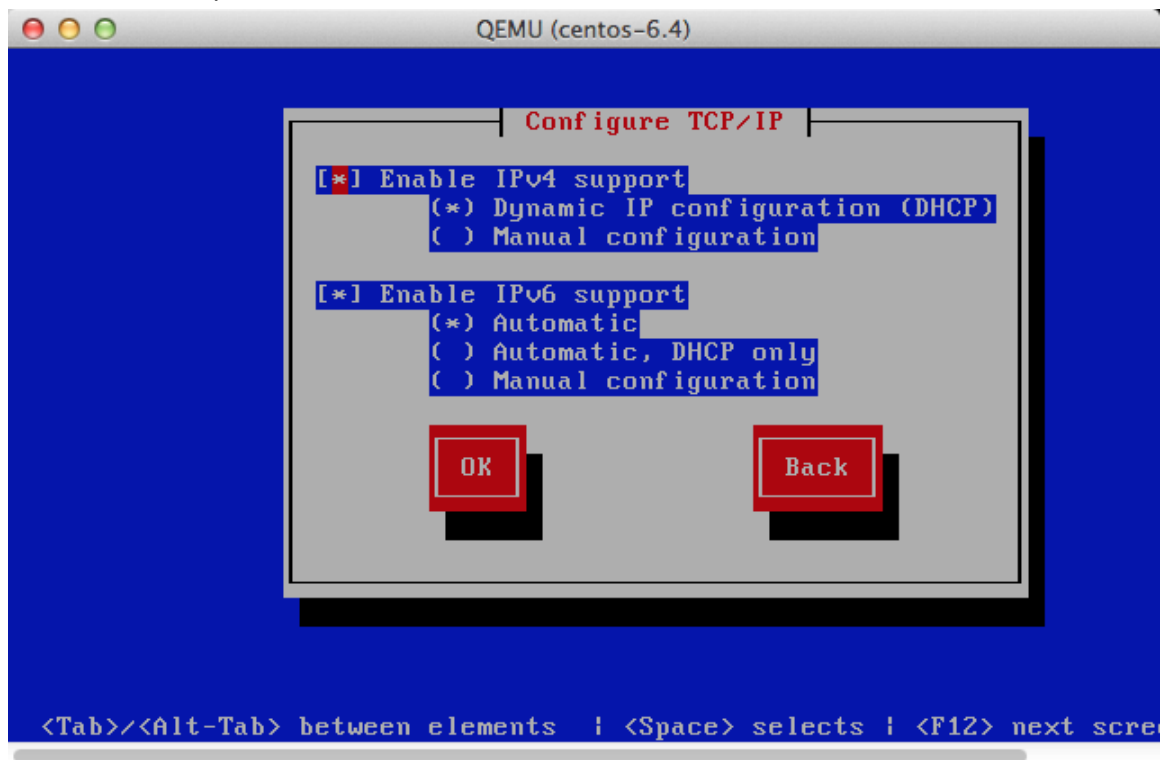 QEMU (centos-6.4)
Configure TCP/IP
[*] Enable IPv4 support
(*) Dynamic IP configuration (DHCP)
( ) Manual configuration
[*] Enable IPv6 support
(*) Automatic
( ) Automatic, DHCP only
( ) Manual configuration
OK Back
<Tab>/<Alt-Tab> between elements | <Space> selects | <F12> next